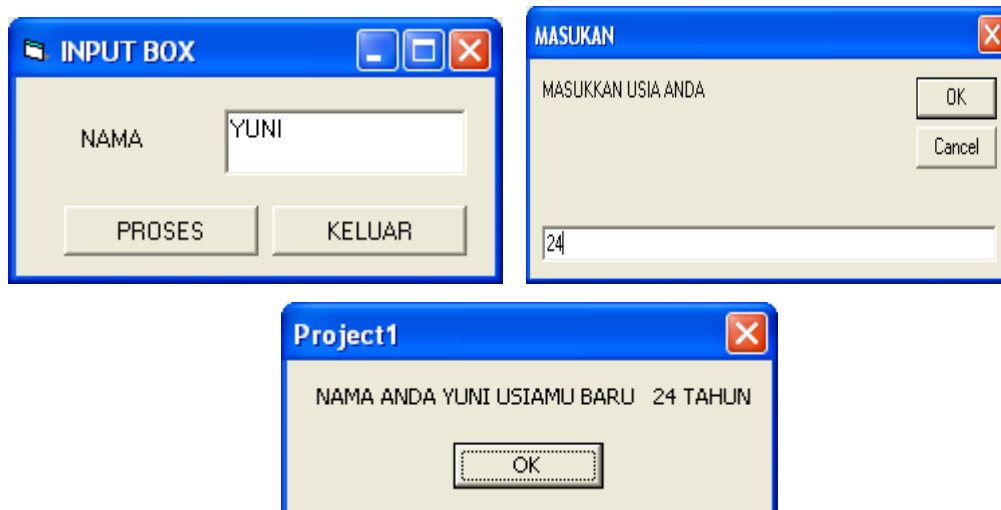 INPUT BOX
NAMA
YUNI
PROSES
KELUAR
MASUKAN
MASUKKAN USIA ANDA
OK
Cancel
24
Project1
NAMA ANDA YUNI USIAMU BARU 24 TAHUN
OK